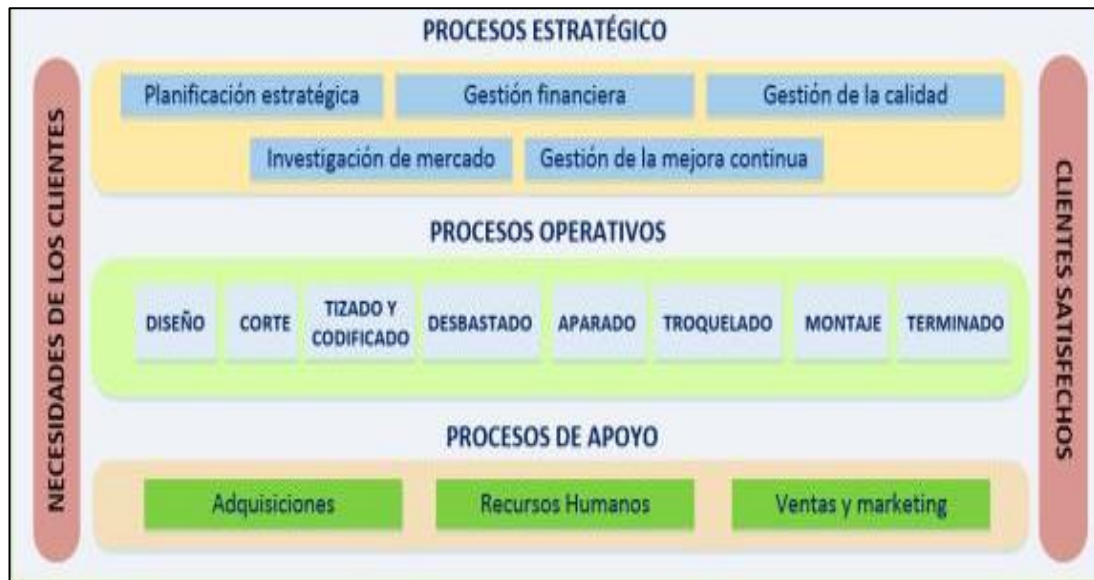 PROCESOS ESTRATÉGICO
Planificación estratégica
Gestión financiera
Gestión de la calidad
Investigación de mercado
Gestión de la mejora continua
NECESIDADES DE LOS CLIENTES
PROCESOS OPERATIVOS
DISEÑO
CORTE
TIZADO Y
CODIFICADO
DESBASTADO
APARADO
TROQUELADO
MONTAJE
TERMINADO
CLIENTES SATISFECHOS
PROCESOS DE APOYO
Adquisiciones
Recursos Humanos
Ventas y marketing